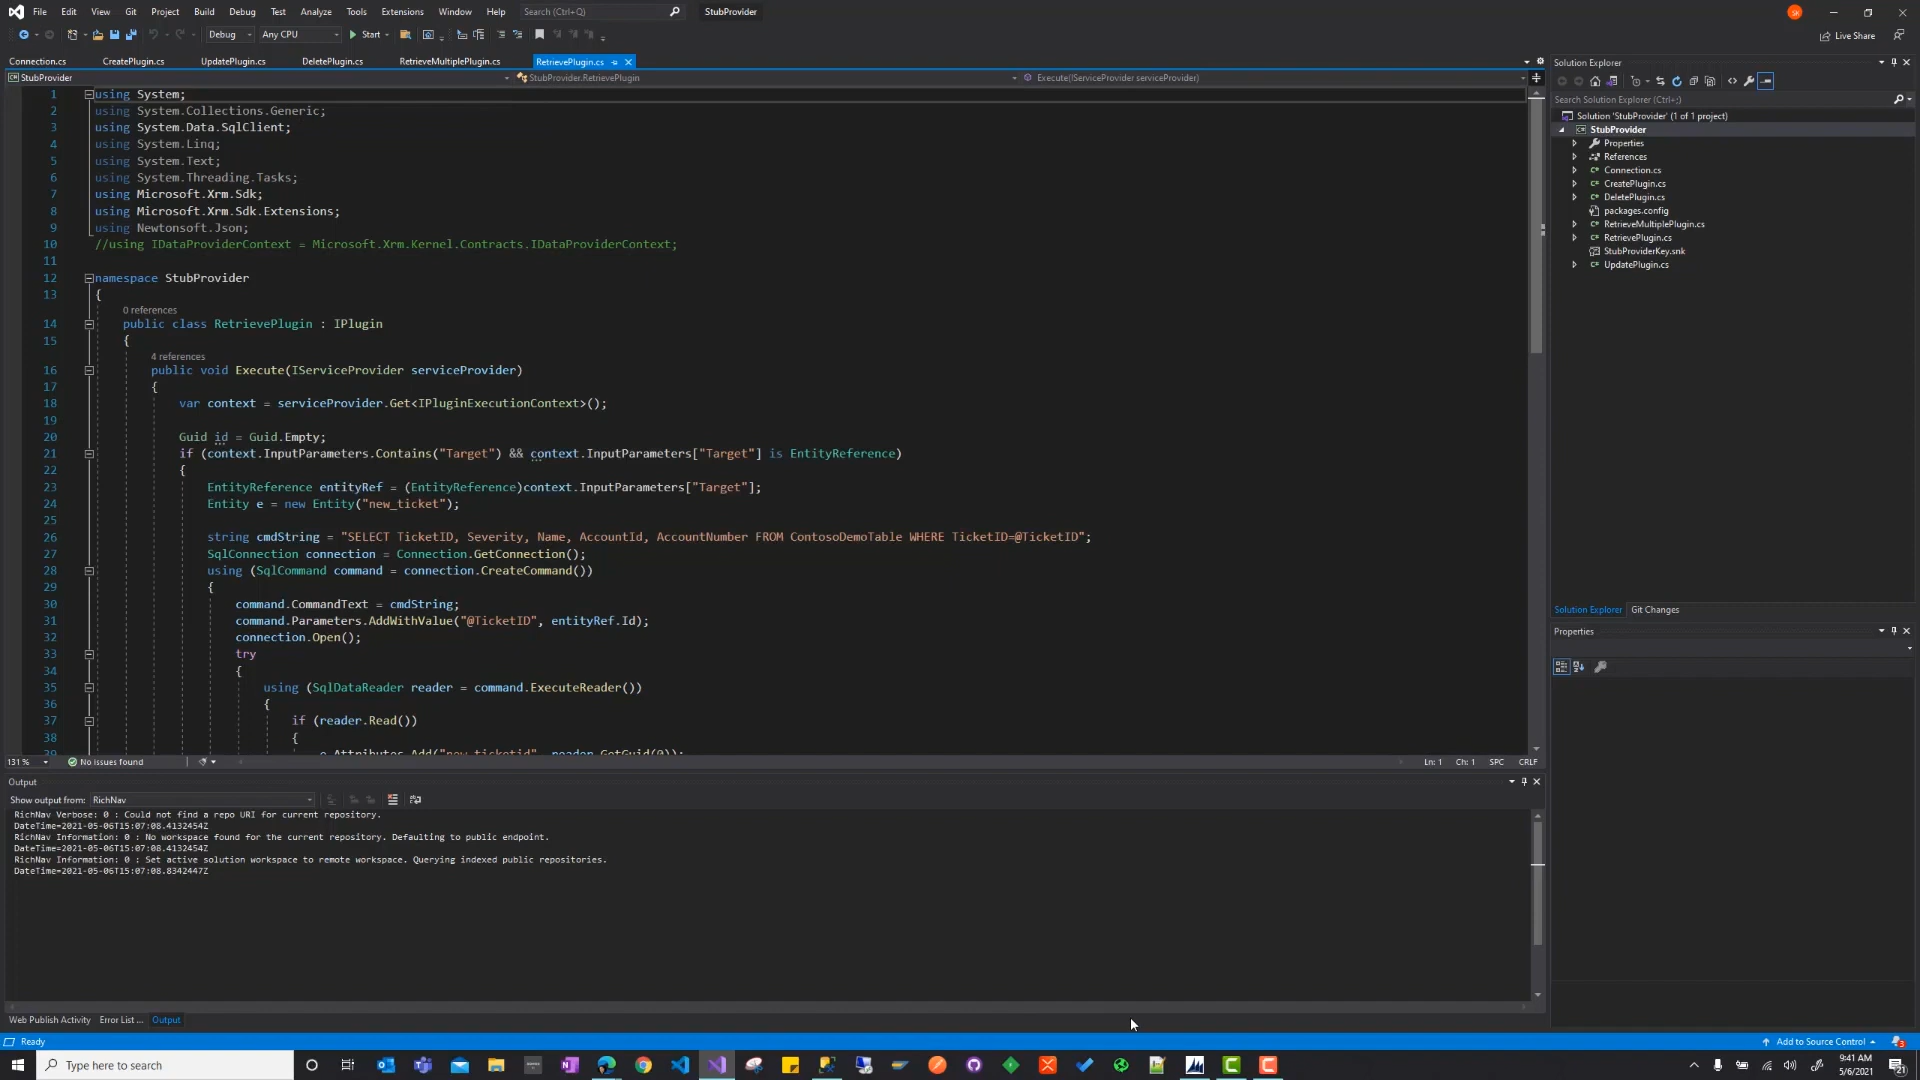 File Edit View Git Project Build Debug Test Analyze Tools Extensions Window Help Search (Ctrl+Q) StubProvider
SK
Debug Any CPU Start Live Share
Connection.cs CreatePlugin.cs UpdatePlugin.cs DeletePlugin.cs RetrieveMultiplePlugin.cs RetrievePlugin.cs
StubProvider StubProvider.RetrievePlugin Execute(IServiceProvider serviceProvider)
1 using System;
2 using System.Collections.Generic;
3 using System.Data.SqlClient;
4 using System.Linq;
5 using System.Text;
6 using System.Threading.Tasks;
7 using Microsoft.Xrm.Sdk;
8 using Microsoft.Xrm.Sdk.Extensions;
9 using Newtonsoft.Json;
10 //using IDataProviderContext = Microsoft.Xrm.Kernel.Contracts.IDataProviderContext;
11
12 namespace StubProvider
13 {
0 references
14 public class RetrievePlugin : IPlugin
15 {
4 references
16 public void Execute(IServiceProvider serviceProvider)
17 {
18 var context = serviceProvider.Get<IPluginExecutionContext>();
19
20 Guid id = Guid.Empty;
21 if (context.InputParameters.Contains("Target") && context.InputParameters["Target"] is EntityReference)
22 {
23 EntityReference entityRef = (EntityReference)context.InputParameters["Target"];
24 Entity e = new Entity("new_ticket");
25
26 string cmdString = "SELECT TicketID, Severity, Name, AccountId, AccountNumber FROM ContosoDemoTable WHERE TicketID=@TicketID";
27 SqlConnection connection = Connection.GetConnection();
28 using (SqlCommand command = connection.CreateCommand())
29 {
30 command.CommandText = cmdString;
31 command.Parameters.AddWithValue("@TicketID", entityRef.Id);
32 connection.Open();
33 try
34 {
35 using (SqlDataReader reader = command.ExecuteReader())
36 {
37 if (reader.Read())
38 {
39 e.Attributes.Add("new_ticketid", reader.GetGuid(0));
131 % No issues found Ln: 1 Ch: 1 SPC CRLF
Output
Show output from: RichNav
RichNav Verbose: 0 : Could not find a repo URI for current repository.
DateTime=2021-05-06T15:07:08.4132454Z
RichNav Information: 0 : No workspace found for the current repository. Defaulting to public endpoint.
DateTime=2021-05-06T15:07:08.4132454Z
RichNav Information: 0 : Set active solution workspace to remote workspace. Querying indexed public repositories.
DateTime=2021-05-06T15:07:08.8342447Z
Web Publish Activity Error List ... Output
Solution Explorer
Search Solution Explorer (Ctrl+;)
Solution 'StubProvider' (1 of 1 project)
StubProvider
Properties
References
Connection.cs
CreatePlugin.cs
DeletePlugin.cs
packages.config
RetrieveMultiplePlugin.cs
RetrievePlugin.cs
StubProviderKey.snk
UpdatePlugin.cs
Solution Explorer Git Changes
Properties
Ready Add to Source Control
Type here to search
9:41 AM
5/6/2021
21